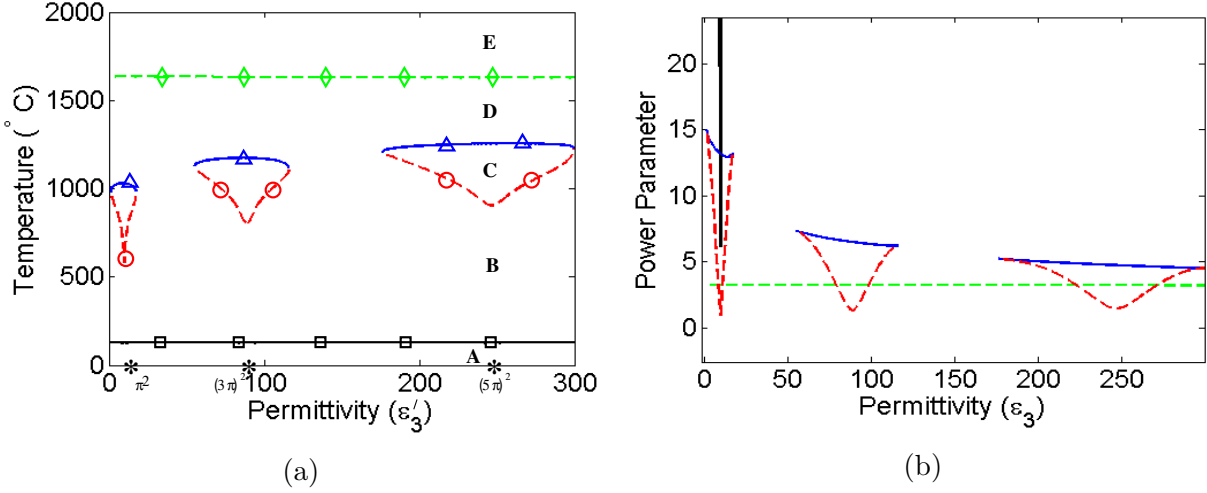 2000
1500
1000
500
0
Temperature (° C)
E
D
C
B
A
* * *
π2 (3π)2 (5π)2
0 100 200 300
Permittivity (ε′3)
(a)
20
15
10
5
0
Power Parameter
0 50 100 150 200 250
Permittivity (ε3)
(b)